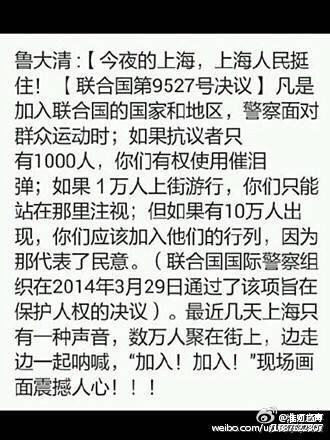 鲁大清:【今夜的上海，上海人民挺
住！【联合国第9527号决议】凡是
加入联合国的国家和地区，警察面对
群众运动时；如果抗议者只
有1000人，你们有权使用催泪
弹；如果１万人上街游行，你们只能
站在那里注视；但如果有10万人出
现，你们应该加入他们的行列，因为
那代表了民意。（联合国国际警察组
织在2014年3月29日通过了该项旨在
保护人权的决议）。最近几天上海只
有一种声音，数万人聚在街上，边走
边一起呐喊，“加入！加入！”现场画
面震撼人心！！！